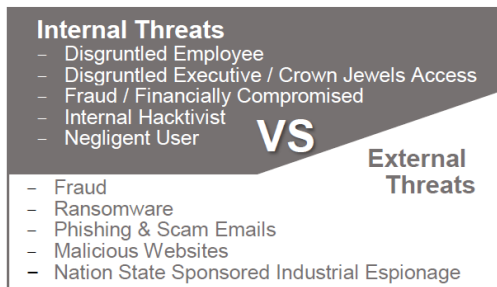 Internal Threats
– Disgruntled Employee
– Disgruntled Executive / Crown Jewels Access
– Fraud / Financially Compromised
– Internal Hacktivist
– Negligent User
VS
External
Threats
– Fraud
– Ransomware
– Phishing & Scam Emails
– Malicious Websites
– Nation State Sponsored Industrial Espionage